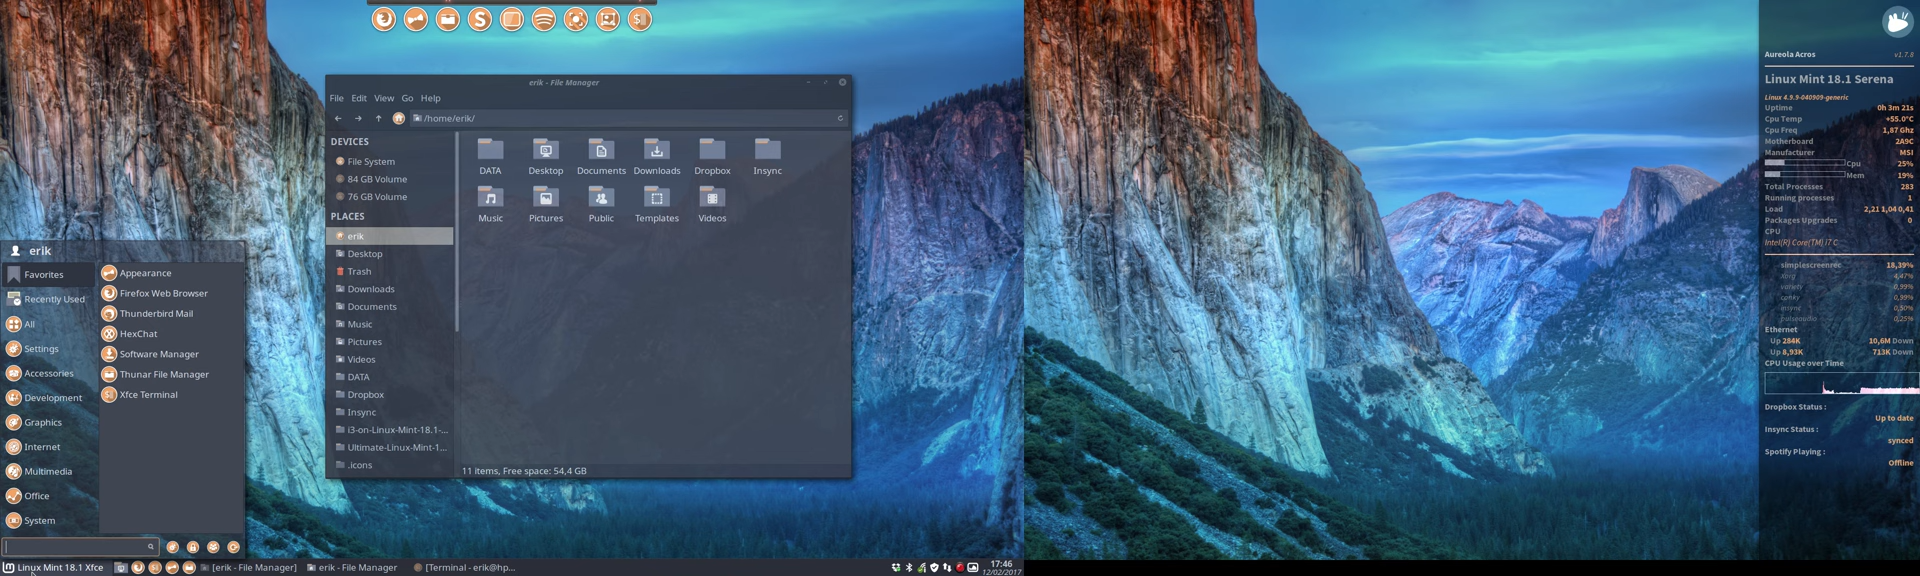 erik
Favorites
Recently Used
All
Settings
Accessories
Development
Graphics
Internet
Multimedia
Office
System
Appearance
Firefox Web Browser
Thunderbird Mail
HexChat
Software Manager
Thunar File Manager
Xfce Terminal
erik - File Manager
File Edit View Go Help
/home/erik/
DEVICES
File System
84 GB Volume
76 GB Volume
PLACES
erik
Desktop
Trash
Downloads
Documents
Music
Pictures
Videos
DATA
Dropbox
Insync
i3-on-Linux-Mint-18.1-...
Ultimate-Linux-Mint-1...
.icons
DATA Desktop Documents Downloads Dropbox Insync
Music Pictures Public Templates Videos
11 items, Free space: 54,4 GB
Linux Mint 18.1 Xfce
[erik - File Manager]
erik - File Manager
[Terminal - erik@hp...
17:46
12/02/2017
Aureola Acros v1.7.8
Linux Mint 18.1 Serena
Linux 4.9.9-040909-generic
Uptime 0h 3m 21s
Cpu Temp +55.0°C
Cpu Freq 1,87 Ghz
Motherboard 2A9C
Manufacturer MSI
Cpu 25%
Mem 19%
Total Processes 283
Running processes 1
Load 2,21 1,04 0,41
Packages Upgrades 0
CPU
Intel(R) Core(TM) i7 C
simplescreenrec 18,39%
Xorg 4,47%
variety 0,99%
conky 0,99%
insync 0,50%
pulseaudio 0,25%
Ethernet
Up 284K 10,6M Down
Up 8,93K 713K Down
CPU Usage over Time
Dropbox Status :
Up to date
Insync Status :
synced
Spotify Playing :
Offline